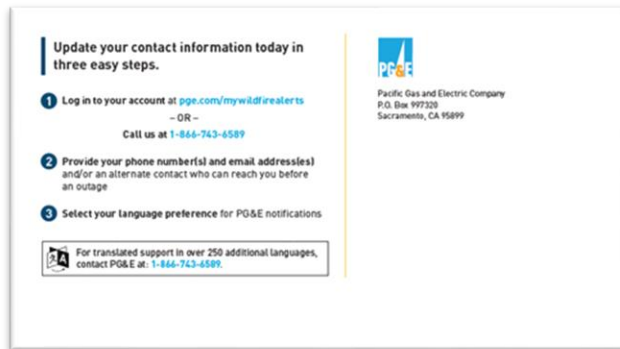 Update your contact information today in
three easy steps.
1 Log in to your account at pge.com/mywildfirealerts
– OR –
Call us at 1-866-743-6589
2 Provide your phone number(s) and email address(es)
and/or an alternate contact who can reach you before
an outage
3 Select your language preference for PG&E notifications
For translated support in over 250 additional languages,
contact PG&E at: 1-866-743-6589.
PG&E
Pacific Gas and Electric Company
P.O. Box 997320
Sacramento, CA 95899